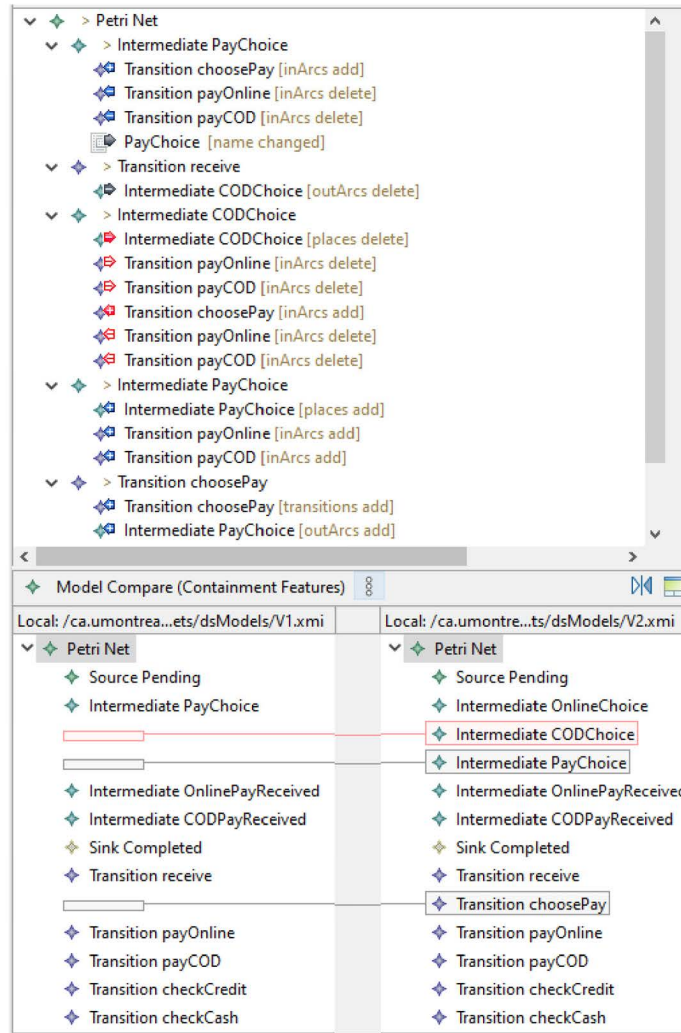 > Petri Net
> Intermediate PayChoice
Transition choosePay [inArcs add]
Transition payOnline [inArcs delete]
Transition payCOD [inArcs delete]
PayChoice [name changed]
> Transition receive
Intermediate CODChoice [outArcs delete]
> Intermediate CODChoice
Intermediate CODChoice [places delete]
Transition payOnline [inArcs delete]
Transition payCOD [inArcs delete]
Transition choosePay [inArcs add]
Transition payOnline [inArcs delete]
Transition payCOD [inArcs delete]
> Intermediate PayChoice
Intermediate PayChoice [places add]
Transition payOnline [inArcs add]
Transition payCOD [inArcs add]
> Transition choosePay
Transition choosePay [transitions add]
Intermediate PayChoice [outArcs add]
Model Compare (Containment Features)
Local: /ca.umontrea...ets/dsModels/V1.xmi
Petri Net
Source Pending
Intermediate PayChoice
Intermediate OnlinePayReceived
Intermediate CODPayReceived
Sink Completed
Transition receive
Transition payOnline
Transition payCOD
Transition checkCredit
Transition checkCash
Local: /ca.umontre...ts/dsModels/V2.xmi
Petri Net
Source Pending
Intermediate OnlineChoice
Intermediate CODChoice
Intermediate PayChoice
Intermediate OnlinePayReceived
Intermediate CODPayReceived
Sink Completed
Transition receive
Transition choosePay
Transition payOnline
Transition payCOD
Transition checkCredit
Transition checkCash